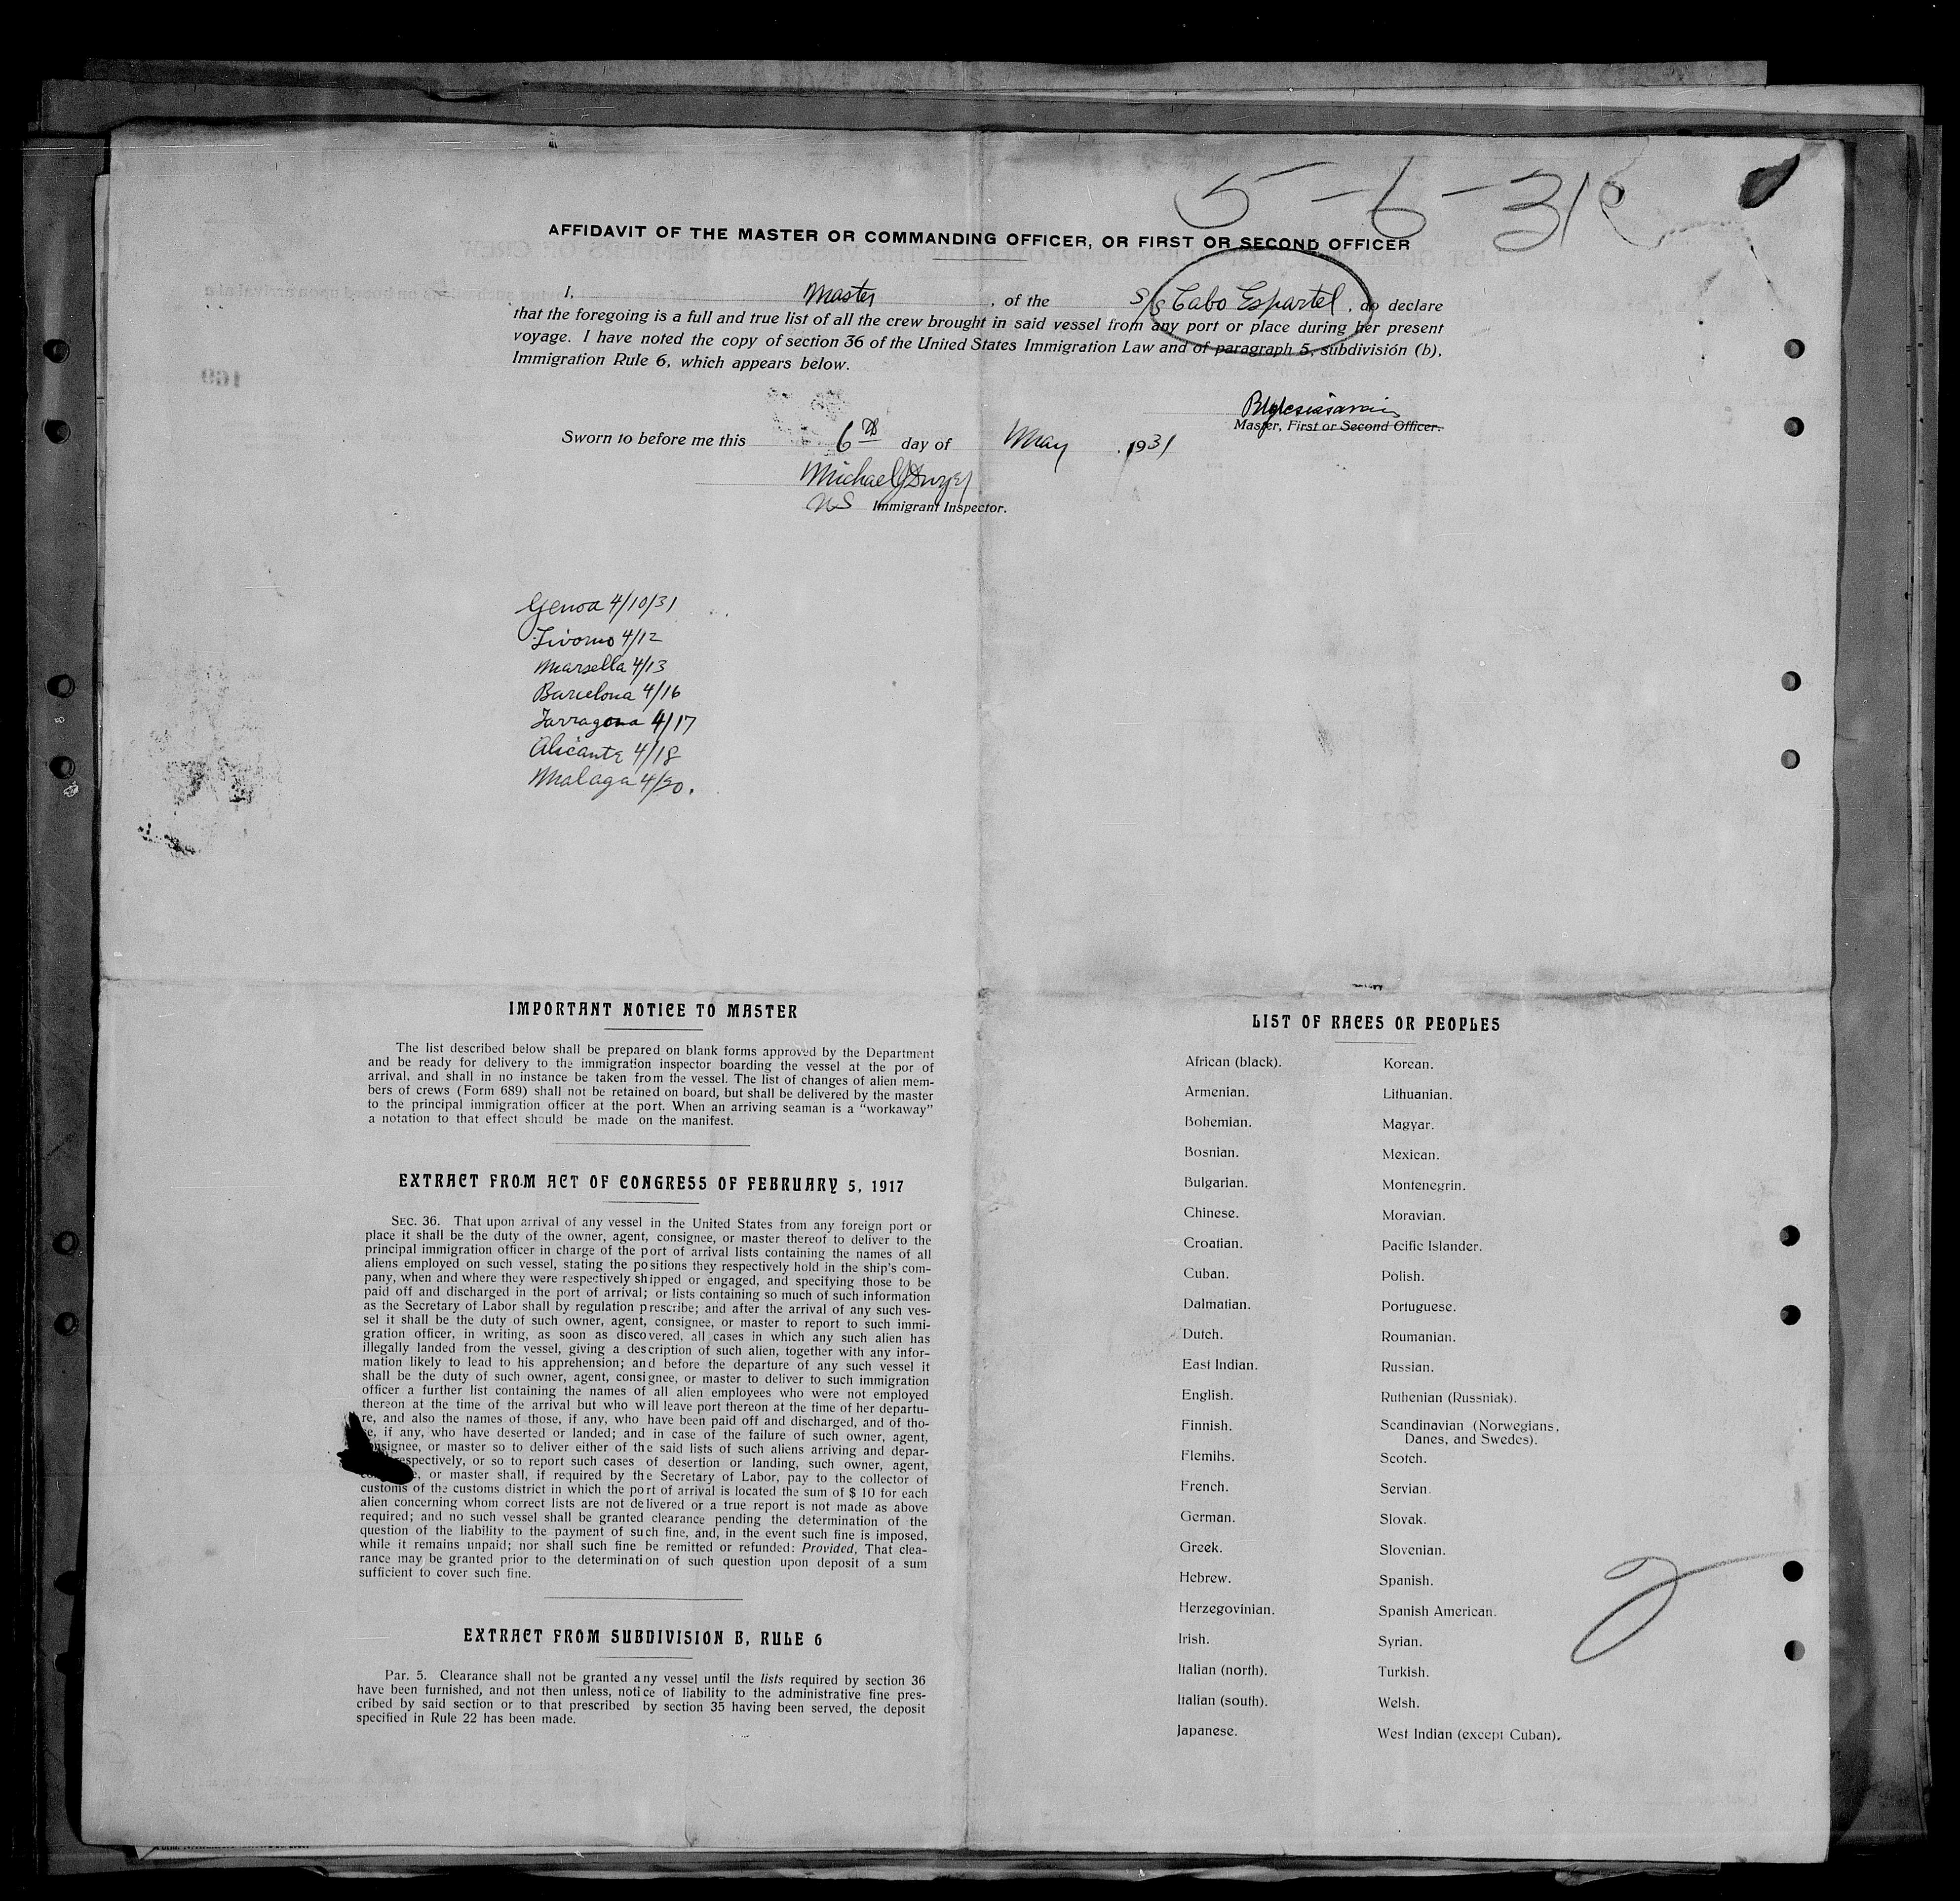 5-6-31
AFFIDAVIT OF THE MASTER OR COMMANDING OFFICER, OR FIRST OR SECOND OFFICER
I, Master, of the S/S Cabo Espartel, do declare
that the foregoing is a full and true list of all the crew brought in said vessel from any port or place during her present
voyage. I have noted the copy of section 36 of the United States Immigration Law and of paragraph 5, subdivisión (b),
Immigration Rule 6, which appears below.
Master, First or Second Officer.
Sworn to before me this 6th day of May, 1931
Michael J Dwyer
US Immigrant Inspector.
Genoa 4/10/31
Livorno 4/12
Marsella 4/13
Barcelona 4/16
Tarragona 4/17
Alicante 4/18
Malaga 4/20.
IMPORTANT NOTICE TO MASTER
The list described below shall be prepared on blank forms approved by the Department
and be ready for delivery to the immigration inspector boarding the vessel at the por of
arrival, and shall in no instance be taken from the vessel. The list of changes of alien mem-
bers of crews (Form 689) shall not be retained on board, but shall be delivered by the master
to the principal immigration officer at the port. When an arriving seaman is a “workaway”
a notation to that effect should be made on the manifest.
EXTRACT FROM ACT OF CONGRESS OF FEBRUARY 5, 1917
SEC. 36. That upon arrival of any vessel in the United States from any foreign port or
place it shall be the duty of the owner, agent, consignee, or master thereof to deliver to the
principal immigration officer in charge of the port of arrival lists containing the names of all
aliens employed on such vessel, stating the positions they respectively hold in the ship's com-
pany, when and where they were respectively shipped or engaged, and specifying those to be
paid off and discharged in the port of arrival; or lists containing so much of such information
as the Secretary of Labor shall by regulation prescribe; and after the arrival of any such ves-
sel it shall be the duty of such owner, agent, consignee, or master to report to such immi-
gration officer, in writing, as soon as discovered, all cases in which any such alien has
illegally landed from the vessel, giving a description of such alien, together with any infor-
mation likely to lead to his apprehension; and before the departure of any such vessel it
shall be the duty of such owner, agent, consignee, or master to deliver to such immigration
officer a further list containing the names of all alien employees who were not employed
thereon at the time of the arrival but who will leave port thereon at the time of her departu-
re, and also the names of those, if any, who have been paid off and discharged, and of tho-
se, if any, who have deserted or landed; and in case of the failure of such owner, agent,
consignee, or master so to deliver either of the said lists of such aliens arriving and depar-
respectively, or so to report such cases of desertion or landing, such owner, agent,
or master shall, if required by the Secretary of Labor, pay to the collector of
customs of the customs district in which the port of arrival is located the sum of $ 10 for each
alien concerning whom correct lists are not delivered or a true report is not made as above
required; and no such vessel shall be granted clearance pending the determination of the
question of the liability to the payment of such fine, and, in the event such fine is imposed,
while it remains unpaid; nor shall such fine be remitted or refunded: Provided, That clea-
rance may be granted prior to the determination of such question upon deposit of a sum
sufficient to cover such fine.
EXTRACT FROM SUBDIVISION B, RULE 6
Par. 5. Clearance shall not be granted any vessel until the lists required by section 36
have been furnished, and not then unless, notice of liability to the administrative fine pres-
cribed by said section or to that prescribed by section 35 having been served, the deposit
specified in Rule 22 has been made.
LIST OF RACES OR PEOPLES
African (black).
Armenian.
Bohemian.
Bosnian.
Bulgarian.
Chinese.
Croatian.
Cuban.
Dalmatian.
Dutch.
East Indian.
English.
Finnish.
Flemihs.
French.
German.
Greek.
Hebrew.
Herzegovinian.
Irish.
Italian (north).
Italian (south).
Japanese.
Korean.
Lithuanian.
Magyar.
Mexican.
Montenegrin.
Moravian.
Pacific Islander.
Polish.
Portuguese.
Roumanian.
Russian.
Ruthenian (Russniak).
Scandinavian (Norwegians,
Danes, and Swedes).
Scotch.
Servian.
Slovak.
Slovenian.
Spanish.
Spanish American.
Syrian.
Turkish.
Welsh.
West Indian (except Cuban).
2